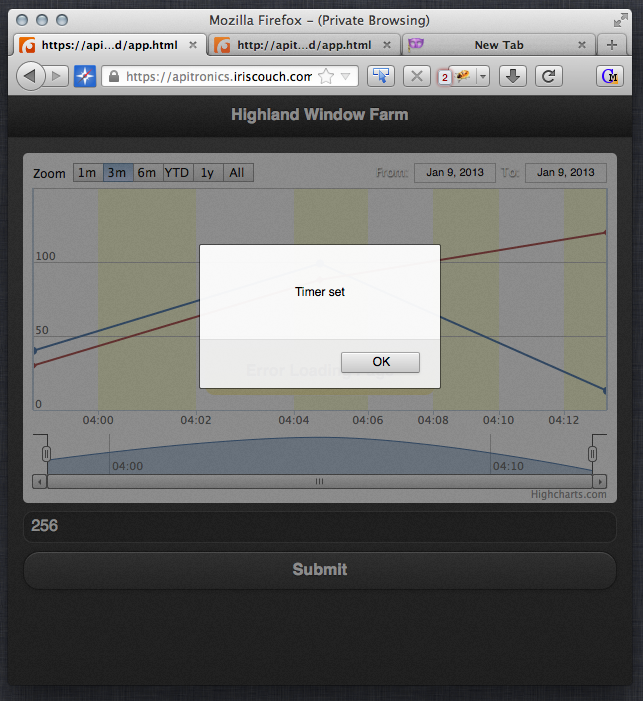 Mozilla Firefox – (Private Browsing)
https://api...d/app.html
http://apit...d/app.html
New Tab
https://apitronics.iriscouch.com
2
C M
Highland Window Farm
Zoom 1m 3m 6m YTD 1y All From: Jan 9, 2013 To: Jan 9, 2013
100
50
0
Timer set
Error Loading
OK
04:00 04:02 04:04 04:06 04:08 04:10 04:12
04:00 04:10
Highcharts.com
256
Submit